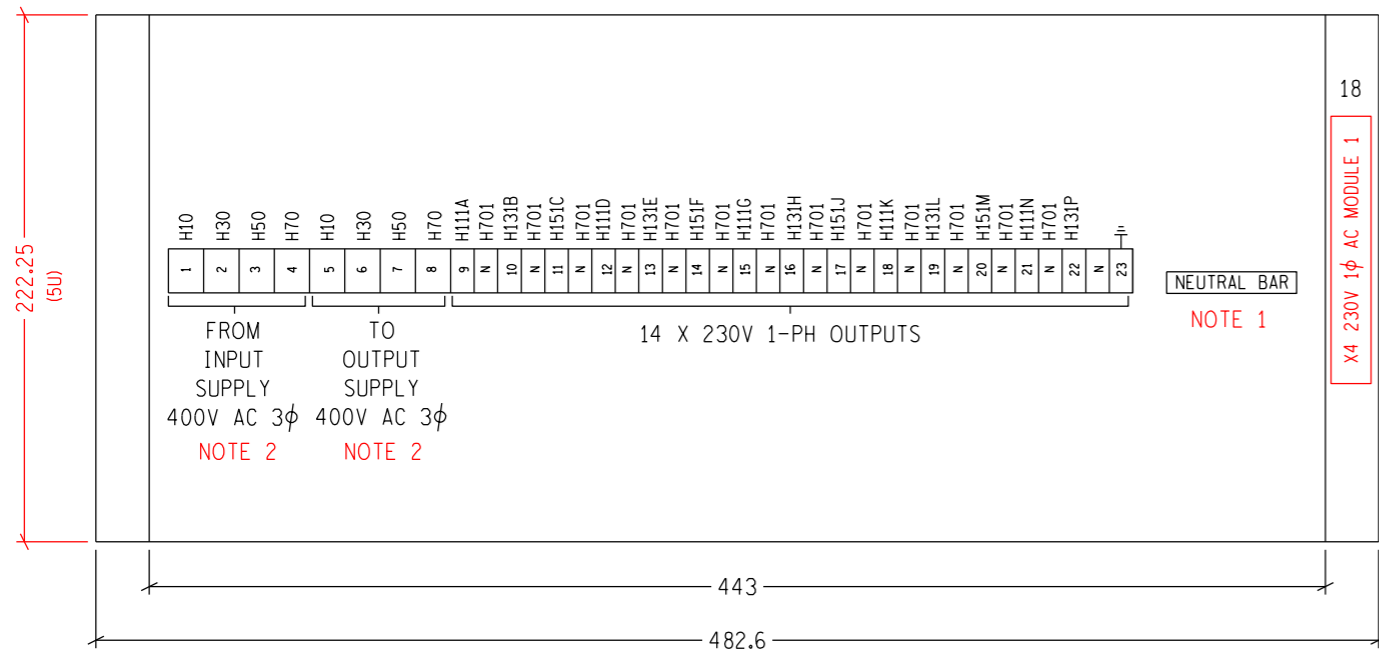 18
X4 230V 1ϕ AC MODULE 1
222.25
(5U)
H10 H30 H50 H70 H10 H30 H50 H70 H111A H701 H131B H701 H151C H701 H111D H701 H131E H701 H151F H701 H111G H701 H131H H701 H151J H701 H111K H701 H131L H701 H151M H701 H111N H701 H131P
1 2 3 4 5 6 7 8 9 N 10 N 11 N 12 N 13 N 14 N 15 N 16 N 17 N 18 N 19 N 20 N 21 N 22 N 23
NEUTRAL BAR
NOTE 1
FROM
INPUT
SUPPLY
400V AC 3ϕ
NOTE 2
TO
OUTPUT
SUPPLY
400V AC 3ϕ
NOTE 2
14 X 230V 1-PH OUTPUTS
443
482.6